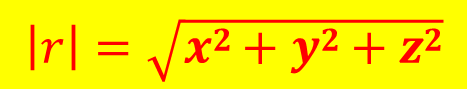 |r| = √x² + y² + z²